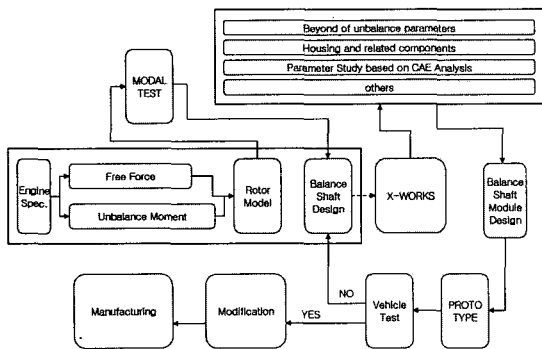 Beyond of unbalance parameters
Housing and related components
Parameter Study based on CAE Analysis
others
MODAL
TEST
Engine
Spec.
Free Force
Unbalance Moment
Rotor
Model
Balance
Shaft
Design
X-WORKS
Balance
Shaft
Module
Design
NO
YES
Manufacturing
Modification
Vehicle
Test
PROTO
TYPE